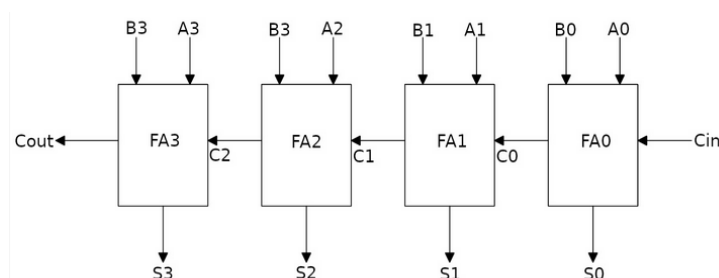 B3 A3 B3 A2 B1 A1 B0 A0
Cout FA3 FA2 FA1 FA0 Cin
C2 C1 C0
S3 S2 S1 S0